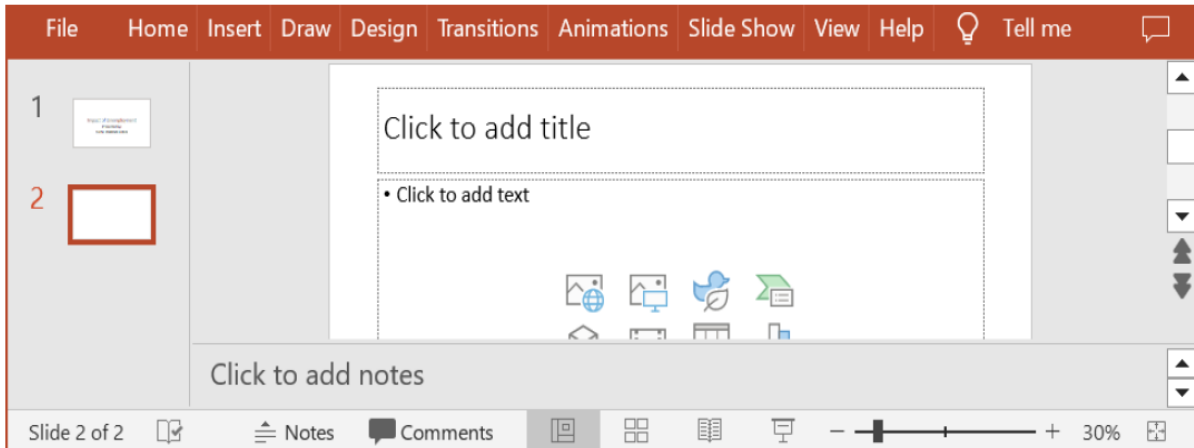 File Home Insert Draw Design Transitions Animations Slide Show View Help Tell me
1
2
Click to add title
• Click to add text
Click to add notes
Slide 2 of 2 Notes Comments 30%